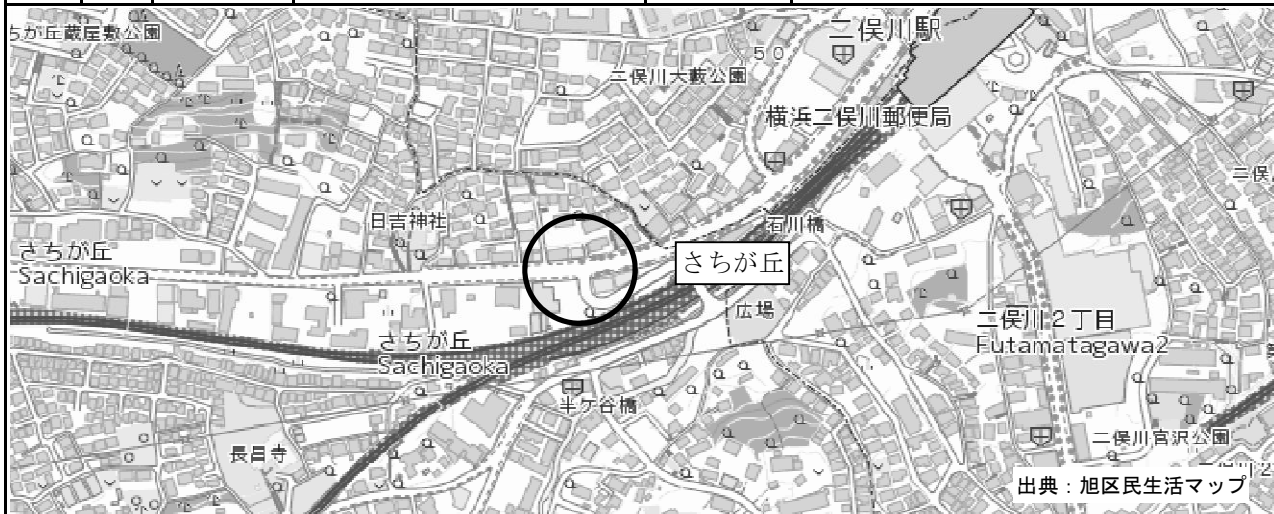 ちが丘蔵屋敷公園
二俣川駅
50
二俣川大藪公園
横浜二俣川郵便局
二俣
日吉神社
石川橋
さちが丘
Sachigaoka
さちが丘
広場
二俣川2丁目
Futamatagawa2
さちが丘
Sachigaoka
半ケ谷橋
長昌寺
二俣川宮沢公園
出典:旭区民生活マップ